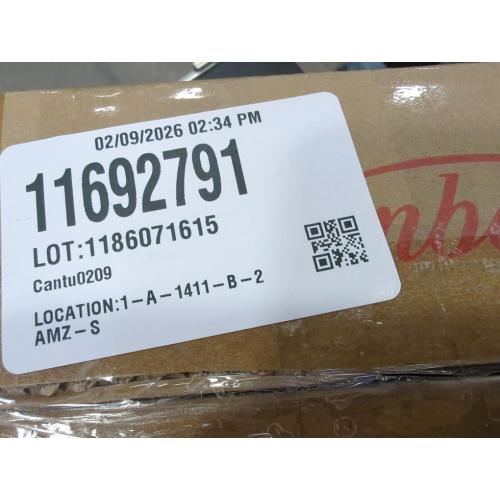 02/09/2026 02:34 PM
11692791
LOT:1186071615
Cantu0209
LOCATION:1-A-1411-B-2
AMZ-S